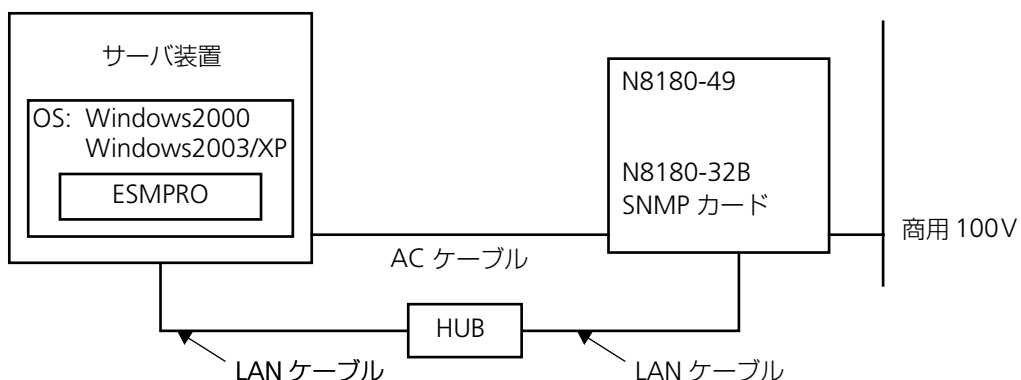 サーバ装置
OS: Windows2000
Windows2003/XP
ESMPRO
N8180-49
N8180-32B
SNMP カード
商用 100V
AC ケーブル
HUB
LAN ケーブル
LAN ケーブル